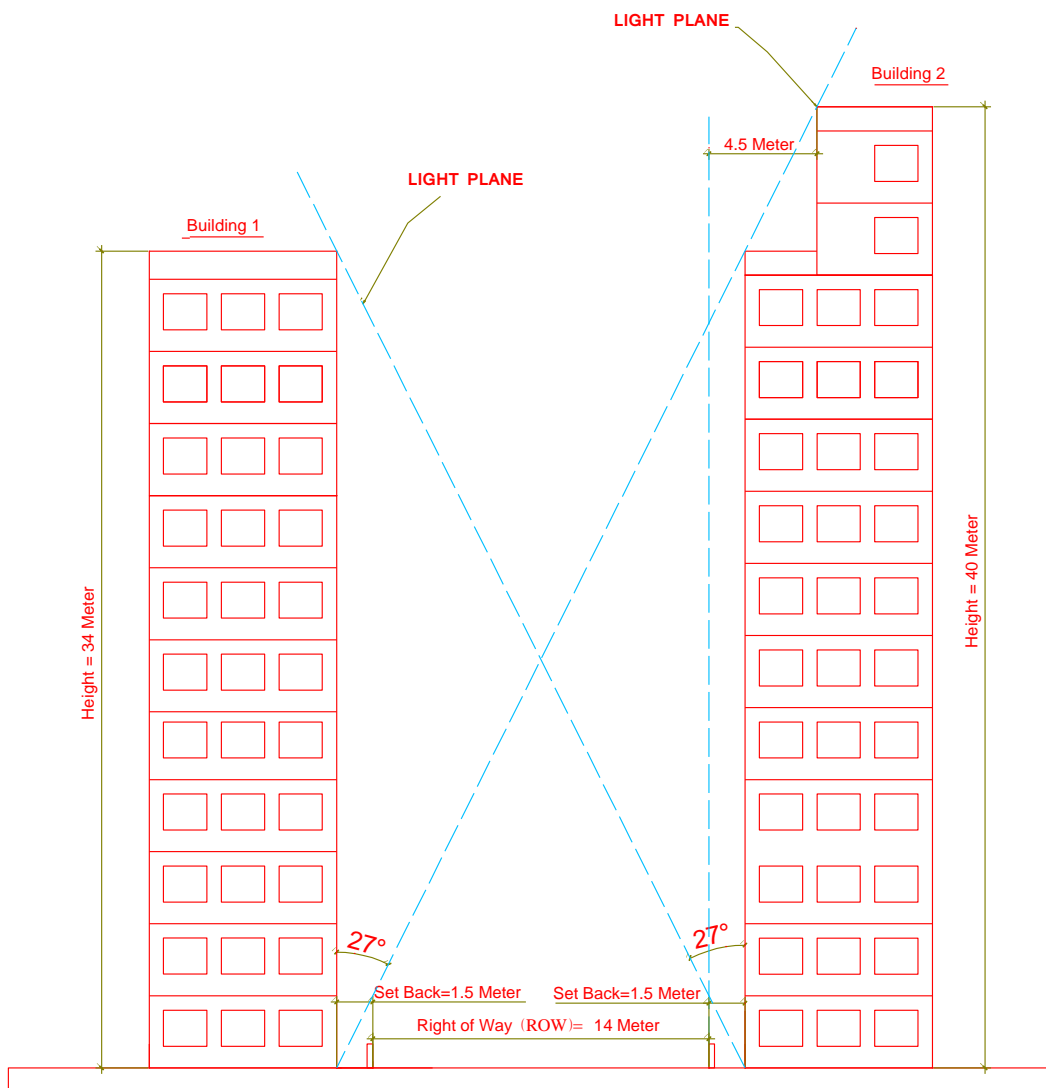 LIGHT PLANE
Building 2
4.5 Meter
LIGHT PLANE
Building 1
Height = 34 Meter
Height = 40 Meter
27°
27°
Set Back=1.5 Meter
Set Back=1.5 Meter
Right of Way (ROW)= 14 Meter